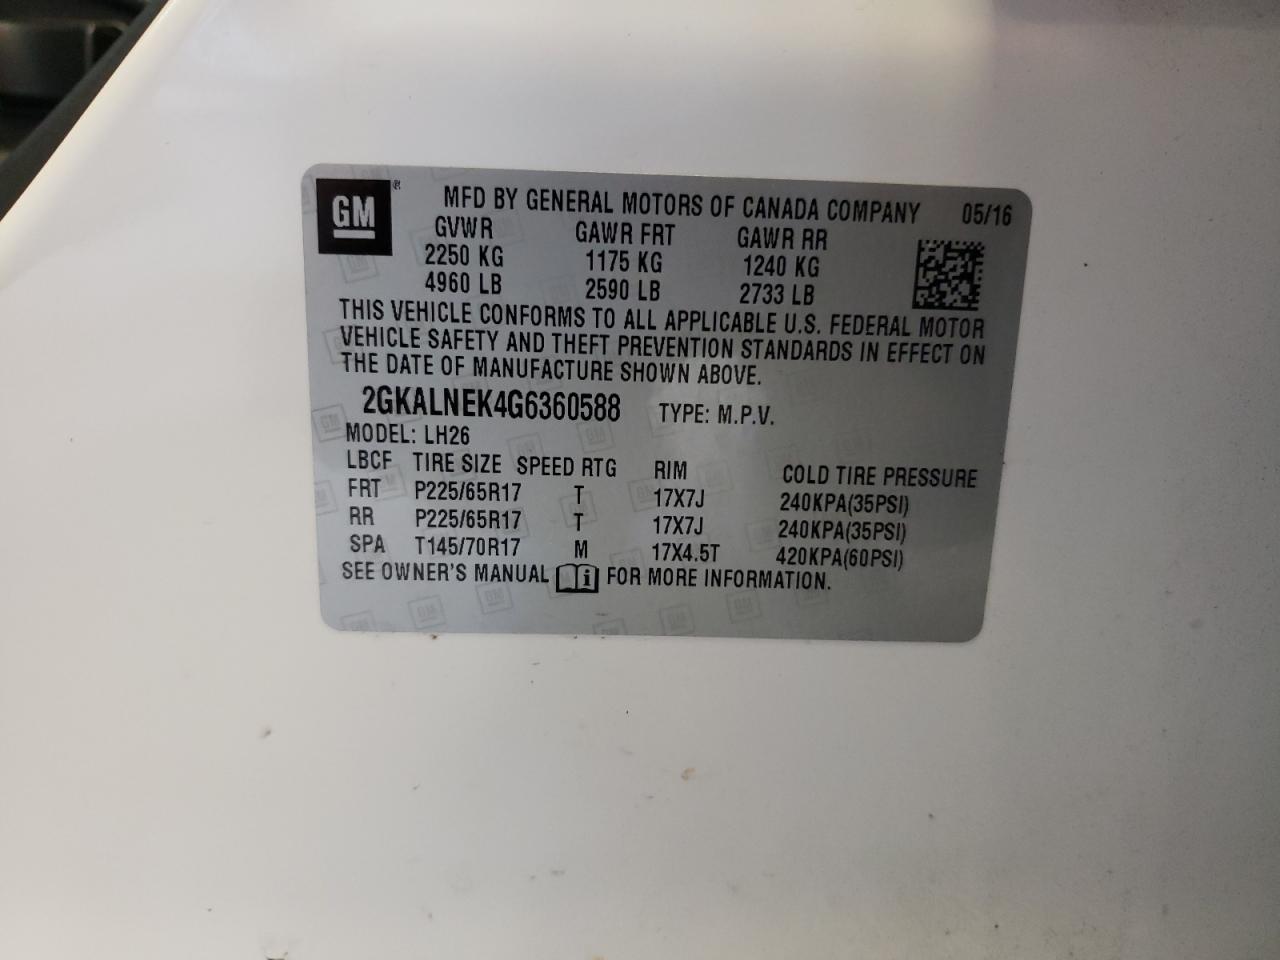 GM ®
MFD BY GENERAL MOTORS OF CANADA COMPANY 05/16
GVWR GAWR FRT GAWR RR
2250 KG 1175 KG 1240 KG
4960 LB 2590 LB 2733 LB
THIS VEHICLE CONFORMS TO ALL APPLICABLE U.S. FEDERAL MOTOR
VEHICLE SAFETY AND THEFT PREVENTION STANDARDS IN EFFECT ON
THE DATE OF MANUFACTURE SHOWN ABOVE.
2GKALNEK4G6360588 TYPE: M.P.V.
MODEL: LH26
LBCF TIRE SIZE SPEED RTG RIM COLD TIRE PRESSURE
FRT P225/65R17 T 17X7J 240KPA(35PSI)
RR P225/65R17 T 17X7J 240KPA(35PSI)
SPA T145/70R17 M 17X4.5T 420KPA(60PSI)
SEE OWNER'S MANUAL i FOR MORE INFORMATION.